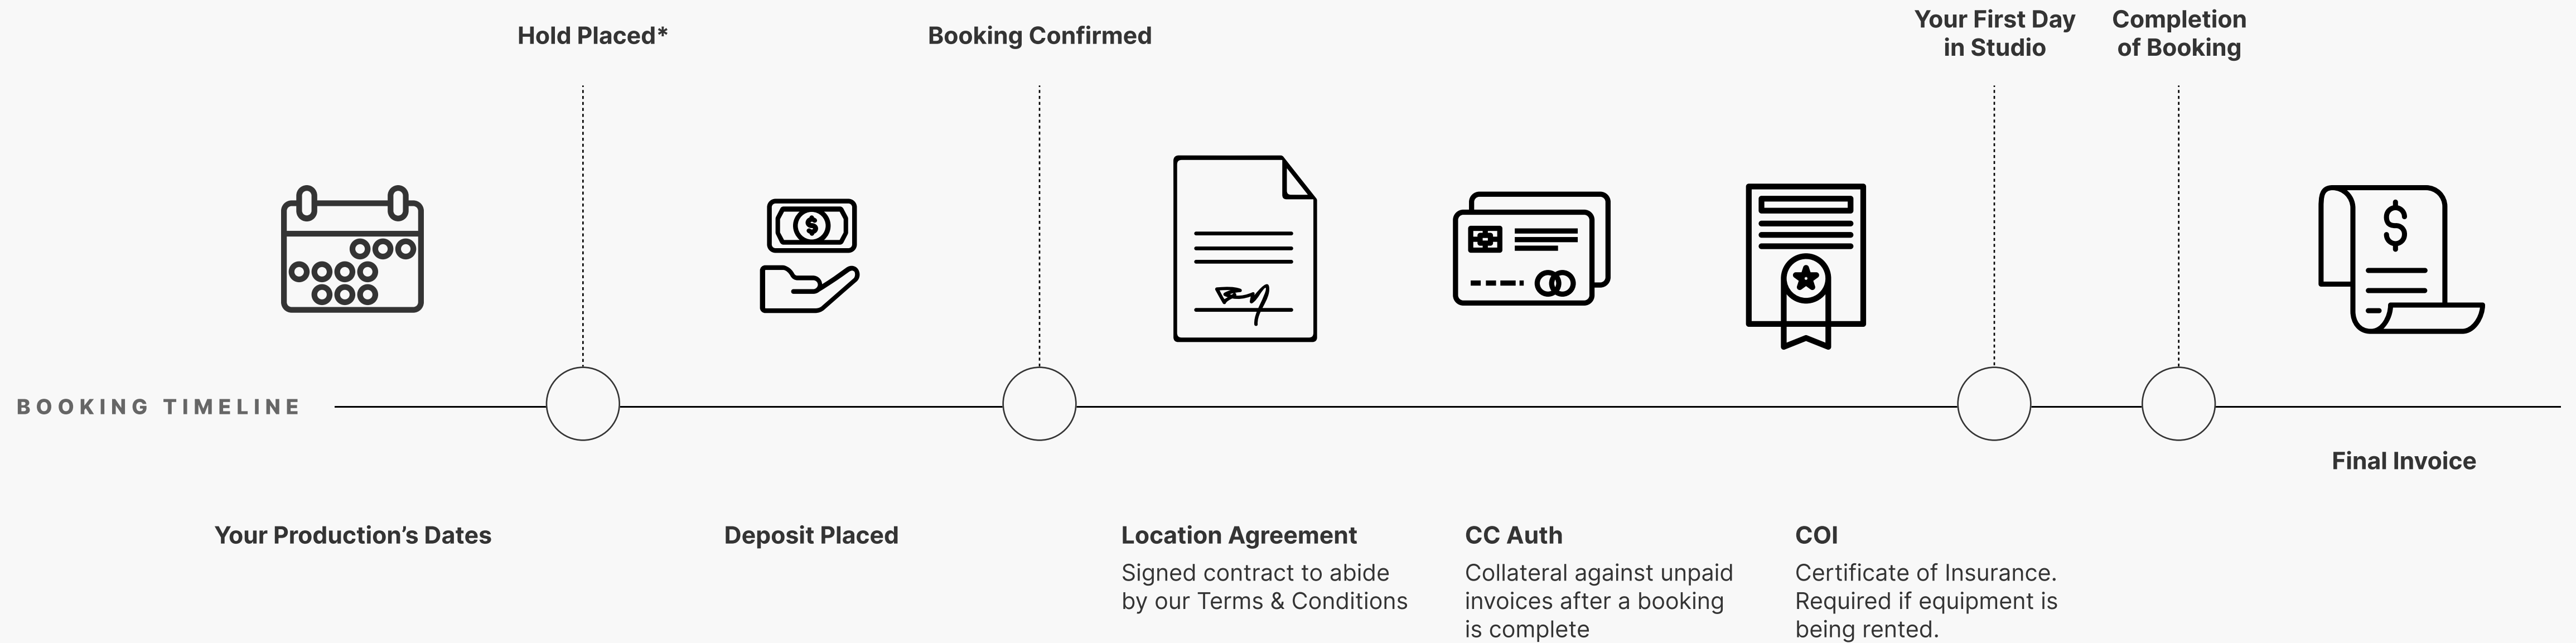 Hold Placed*
Booking Confirmed
Your First Day
in Studio
Completion
of Booking
BOOKING TIMELINE
Final Invoice
Your Production’s Dates
Deposit Placed
Location Agreement
Signed contract to abide
by our Terms & Conditions
CC Auth
Collateral against unpaid
invoices after a booking
is complete
COI
Certificate of Insurance.
Required if equipment is
being rented.